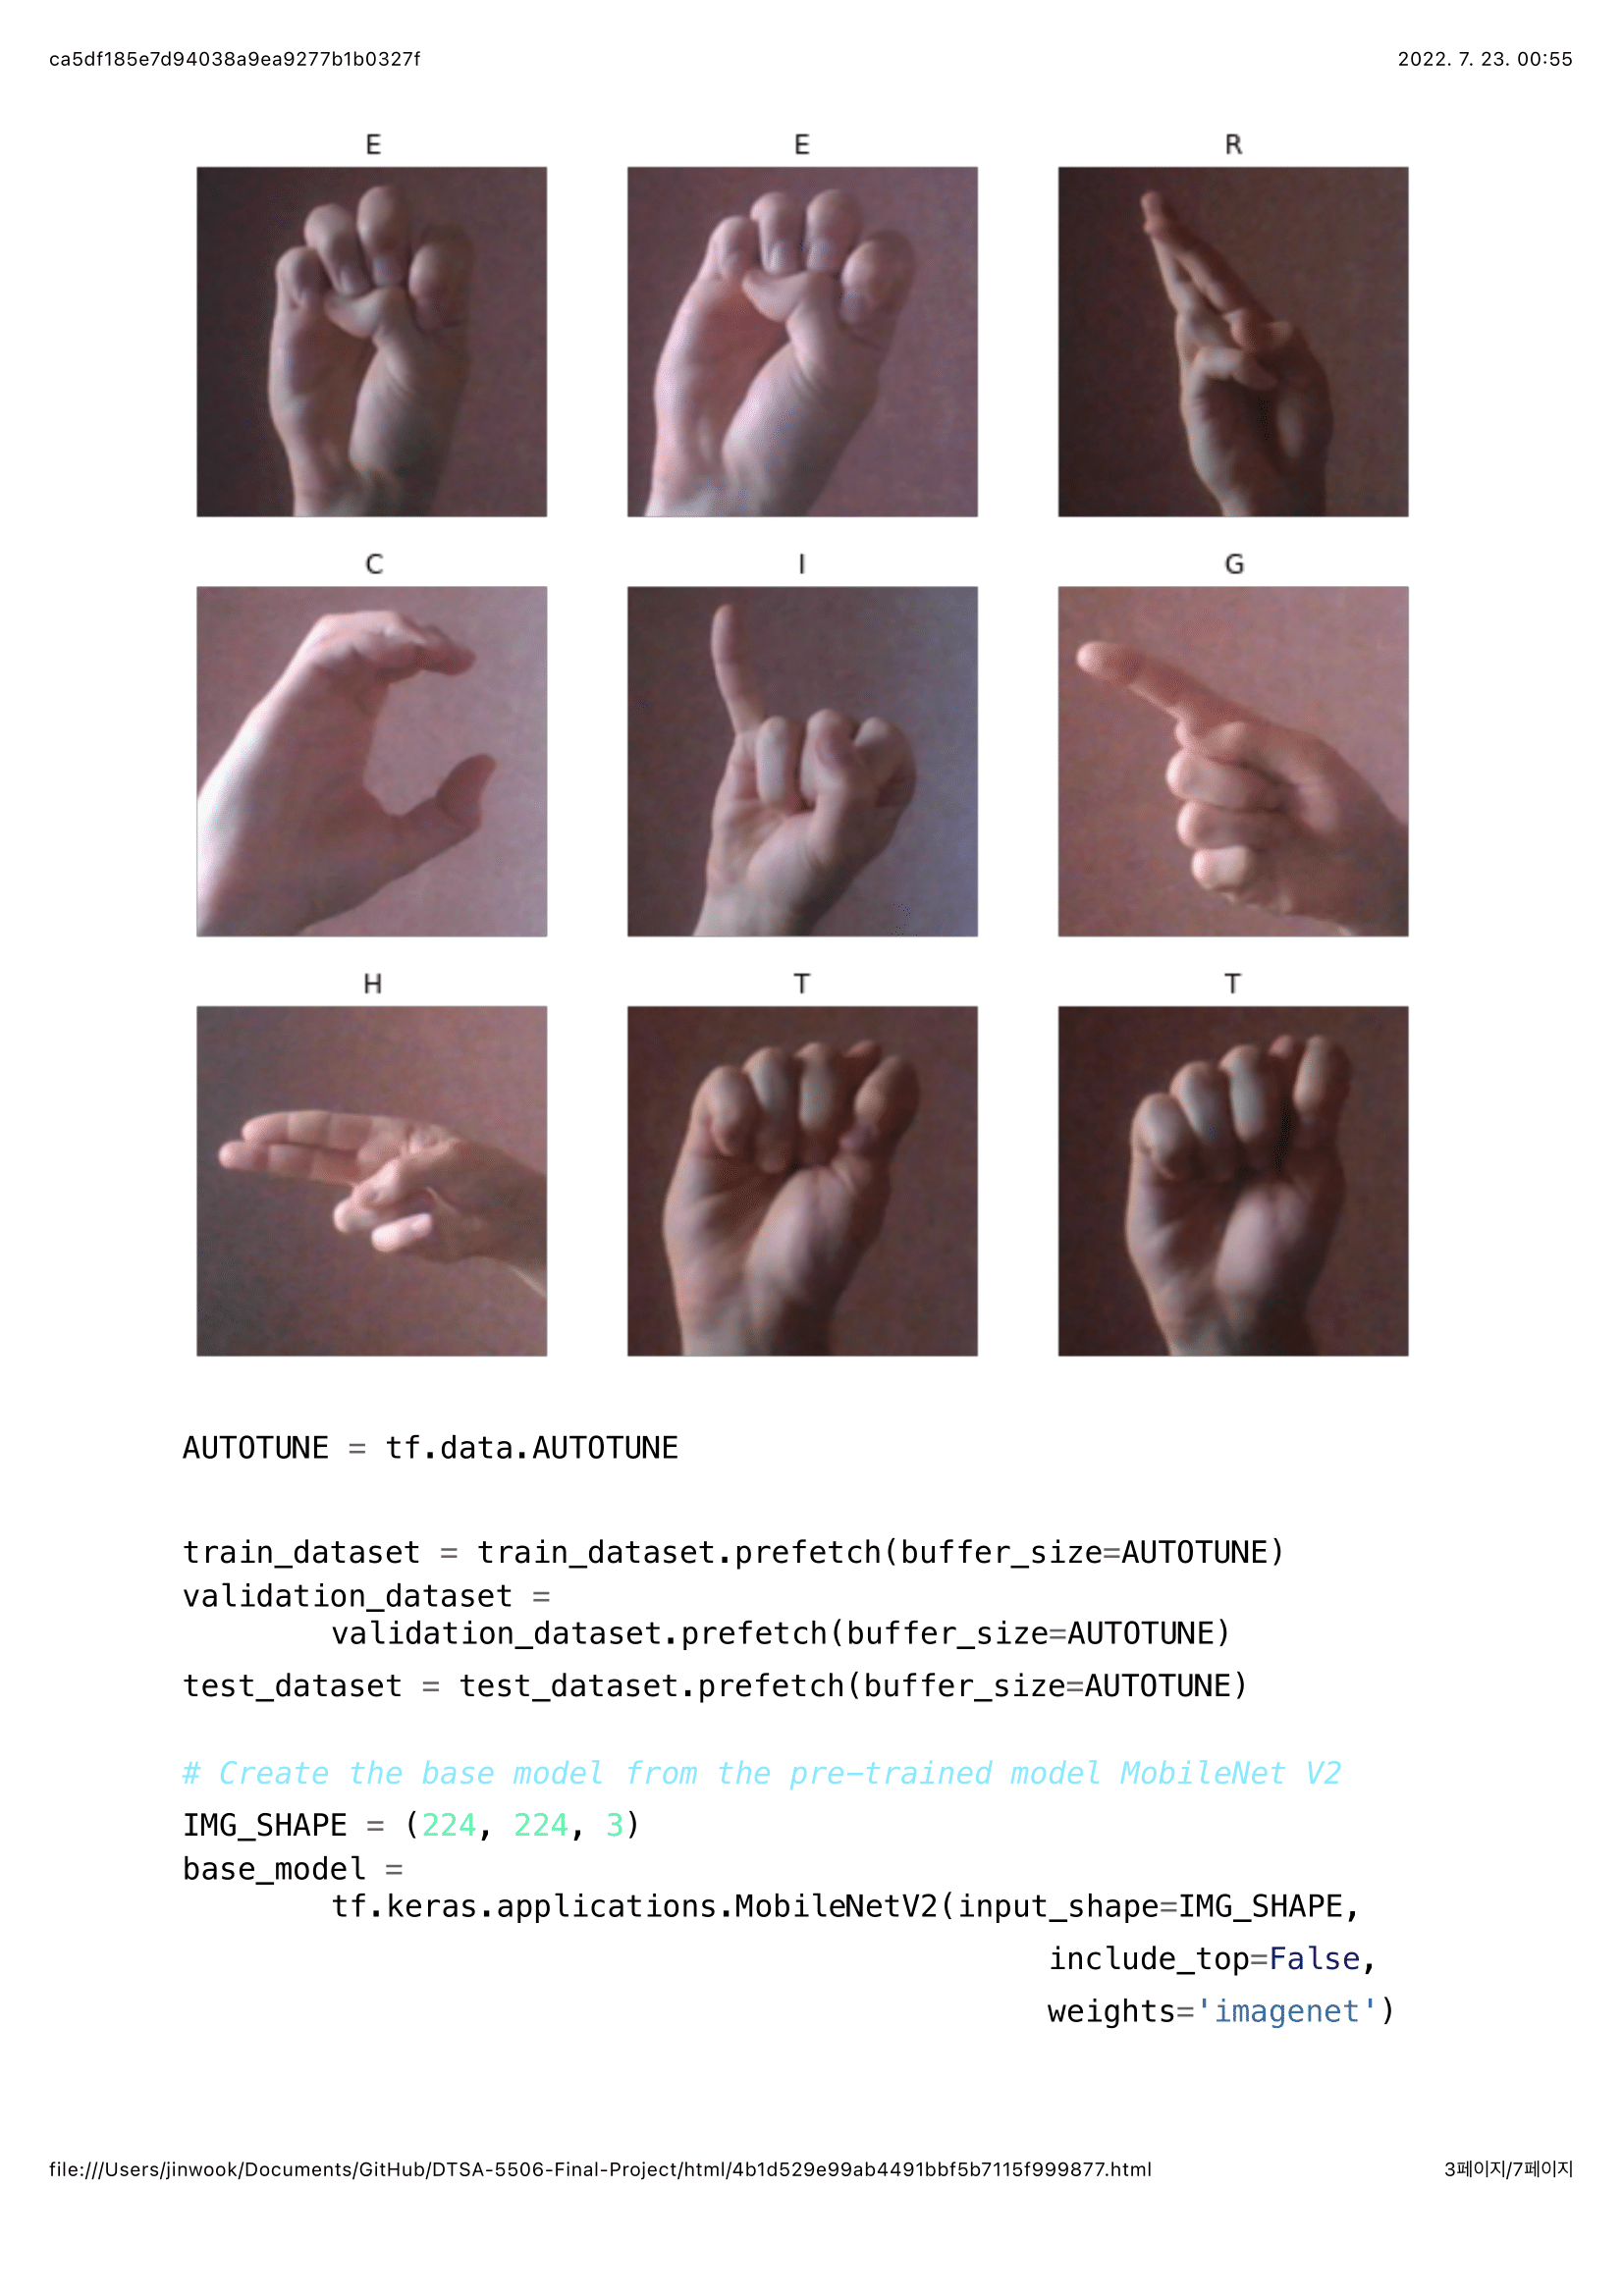 ca5df185e7d94038a9ea9277b1b0327f 2022. 7. 23. 00:55
E E R
C I G
H T T
AUTOTUNE = tf.data.AUTOTUNE
train_dataset = train_dataset.prefetch(buffer_size=AUTOTUNE)
validation_dataset =
validation_dataset.prefetch(buffer_size=AUTOTUNE)
test_dataset = test_dataset.prefetch(buffer_size=AUTOTUNE)
# Create the base model from the pre-trained model MobileNet V2
IMG_SHAPE = (224, 224, 3)
base_model =
tf.keras.applications.MobileNetV2(input_shape=IMG_SHAPE,
include_top=False,
weights='imagenet')
file:///Users/jinwook/Documents/GitHub/DTSA-5506-Final-Project/html/4b1d529e99ab4491bbf5b7115f999877.html 3페이지/7페이지